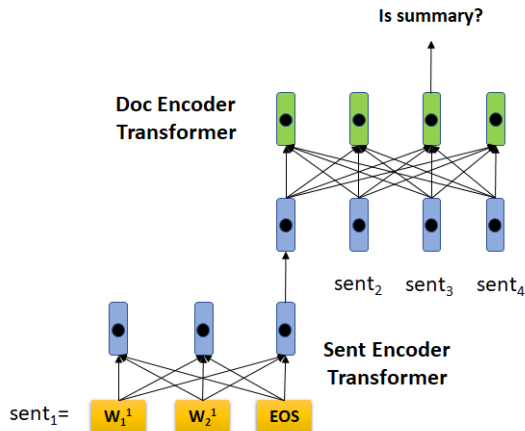 Is summary?
Doc Encoder
Transformer
sent₂ sent₃ sent₄
Sent Encoder
Transformer
sent₁= W₁¹ W₂¹ EOS